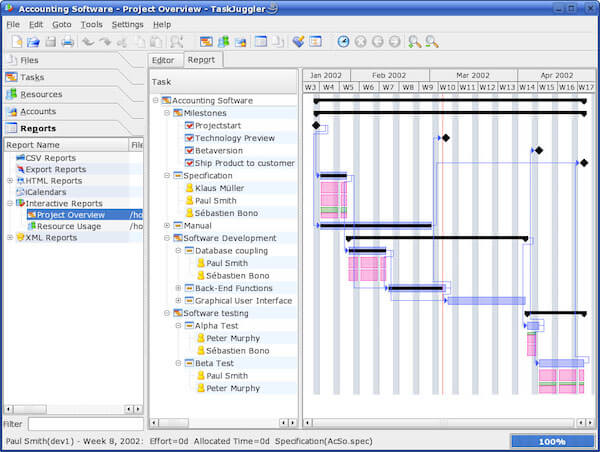 Accounting Software - Project Overview - TaskJuggler
File Edit Goto Tools Settings Help
Files
Tasks
Resources
Accounts
Reports
Report Name File
CSV Reports
Export Reports
HTML Reports
iCalendars
Interactive Reports
Project Overview /ho
Resource Usage /ho
XML Reports
Filter
Editor Report
Task
Accounting Software
Milestones
Projectstart
Technology Preview
Betaversion
Ship Product to customer
Specification
Klaus Müller
Paul Smith
Sébastien Bono
Manual
Software Development
Database coupling
Paul Smith
Sébastien Bono
Back-End Functions
Graphical User Interface
Software testing
Alpha Test
Peter Murphy
Sébastien Bono
Beta Test
Paul Smith
Peter Murphy
Jan 2002 Feb 2002 Mar 2002 Apr 2002
W3 W4 W5 W6 W7 W8 W9 W10 W11 W12 W13 W14 W15 W16 W17
Paul Smith(dev1) - Week 8, 2002: Effort=0d Allocated Time=0d Specification(AcSo.spec)
100%